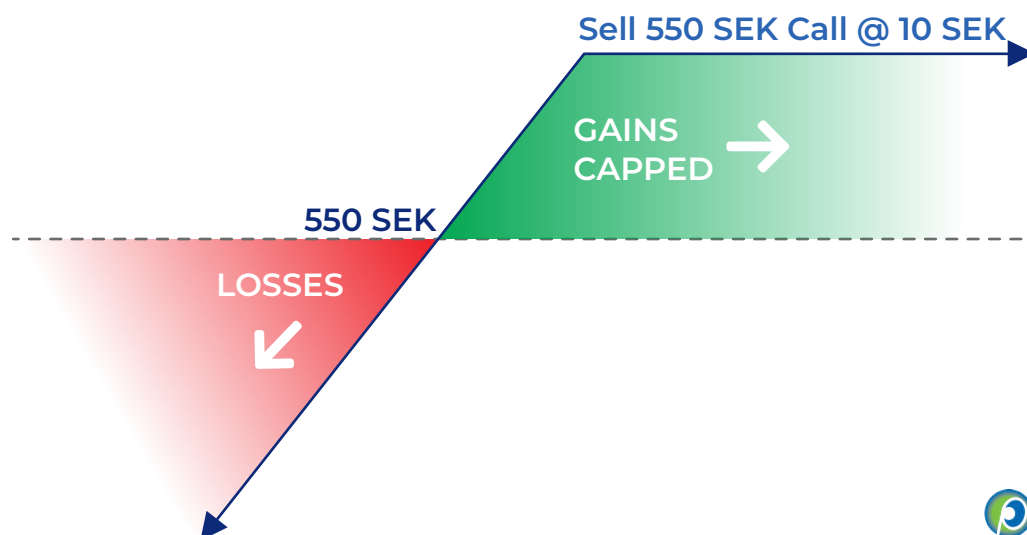 Sell 550 SEK Call @ 10 SEK
GAINS
CAPPED
550 SEK
LOSSES